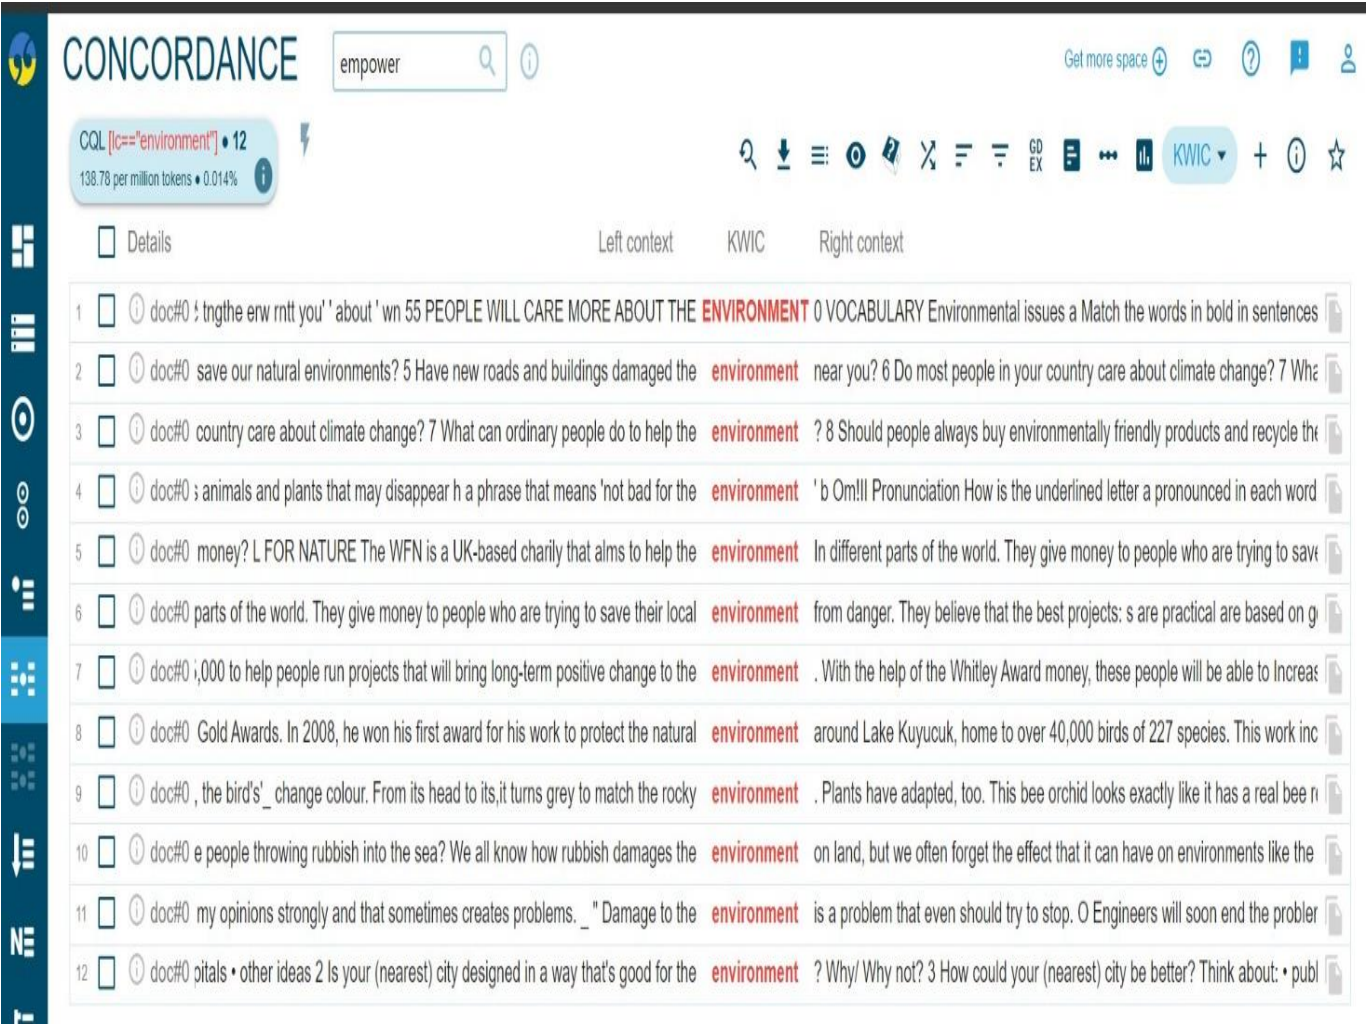 CONCORDANCE empower Get more space
CQL [lc=="environment"] • 12
138.78 per million tokens • 0.014%
GD EX KWIC
Details Left context KWIC Right context
1 doc#0 tngthe erw rntt you' ' about ' wn 55 PEOPLE WILL CARE MORE ABOUT THE ENVIRONMENT 0 VOCABULARY Environmental issues a Match the words in bold in sentences
2 doc#0 save our natural environments? 5 Have new roads and buildings damaged the environment near you? 6 Do most people in your country care about climate change? 7 Wha
3 doc#0 country care about climate change? 7 What can ordinary people do to help the environment ? 8 Should people always buy environmentally friendly products and recycle the
4 doc#0 s animals and plants that may disappear h a phrase that means 'not bad for the environment ' b Om!ll Pronunciation How is the underlined letter a pronounced in each word
5 doc#0 money? L FOR NATURE The WFN is a UK-based charily that alms to help the environment In different parts of the world. They give money to people who are trying to save
6 doc#0 parts of the world. They give money to people who are trying to save their local environment from danger. They believe that the best projects: s are practical are based on g
7 doc#0 ,000 to help people run projects that will bring long-term positive change to the environment . With the help of the Whitley Award money, these people will be able to Increas
8 doc#0 Gold Awards. In 2008, he won his first award for his work to protect the natural environment around Lake Kuyucuk, home to over 40,000 birds of 227 species. This work inc
9 doc#0 , the bird's'_ change colour. From its head to its,it turns grey to match the rocky environment . Plants have adapted, too. This bee orchid looks exactly like it has a real bee r
10 doc#0 e people throwing rubbish into the sea? We all know how rubbish damages the environment on land, but we often forget the effect that it can have on environments like the
11 doc#0 my opinions strongly and that sometimes creates problems. _ " Damage to the environment is a problem that even should try to stop. O Engineers will soon end the probler
12 doc#0 pitals • other ideas 2 Is your (nearest) city designed in a way that's good for the environment ? Why/ Why not? 3 How could your (nearest) city be better? Think about: • publ